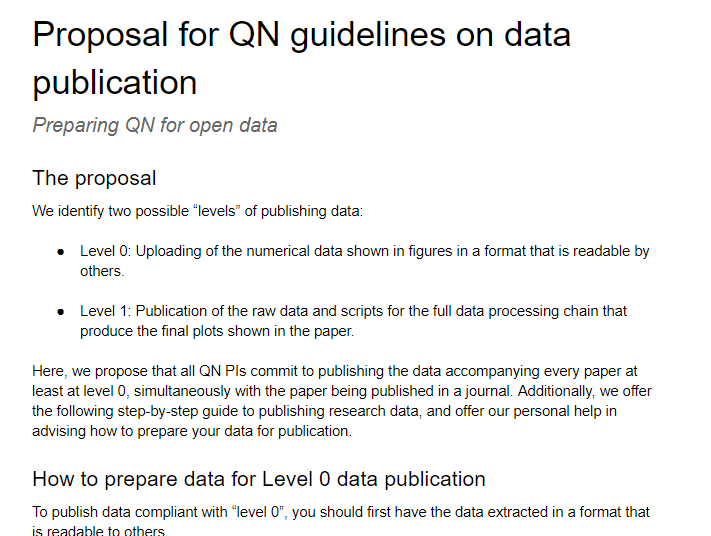 Proposal for QN guidelines on data
publication
Preparing QN for open data
The proposal
We identify two possible “levels” of publishing data:
● Level 0: Uploading of the numerical data shown in figures in a format that is readable by
others.
● Level 1: Publication of the raw data and scripts for the full data processing chain that
produce the final plots shown in the paper.
Here, we propose that all QN PIs commit to publishing the data accompanying every paper at
least at level 0, simultaneously with the paper being published in a journal. Additionally, we offer
the following step-by-step guide to publishing research data, and offer our personal help in
advising how to prepare your data for publication.
How to prepare data for Level 0 data publication
To publish data compliant with “level 0”, you should first have the data extracted in a format that
is readable to others